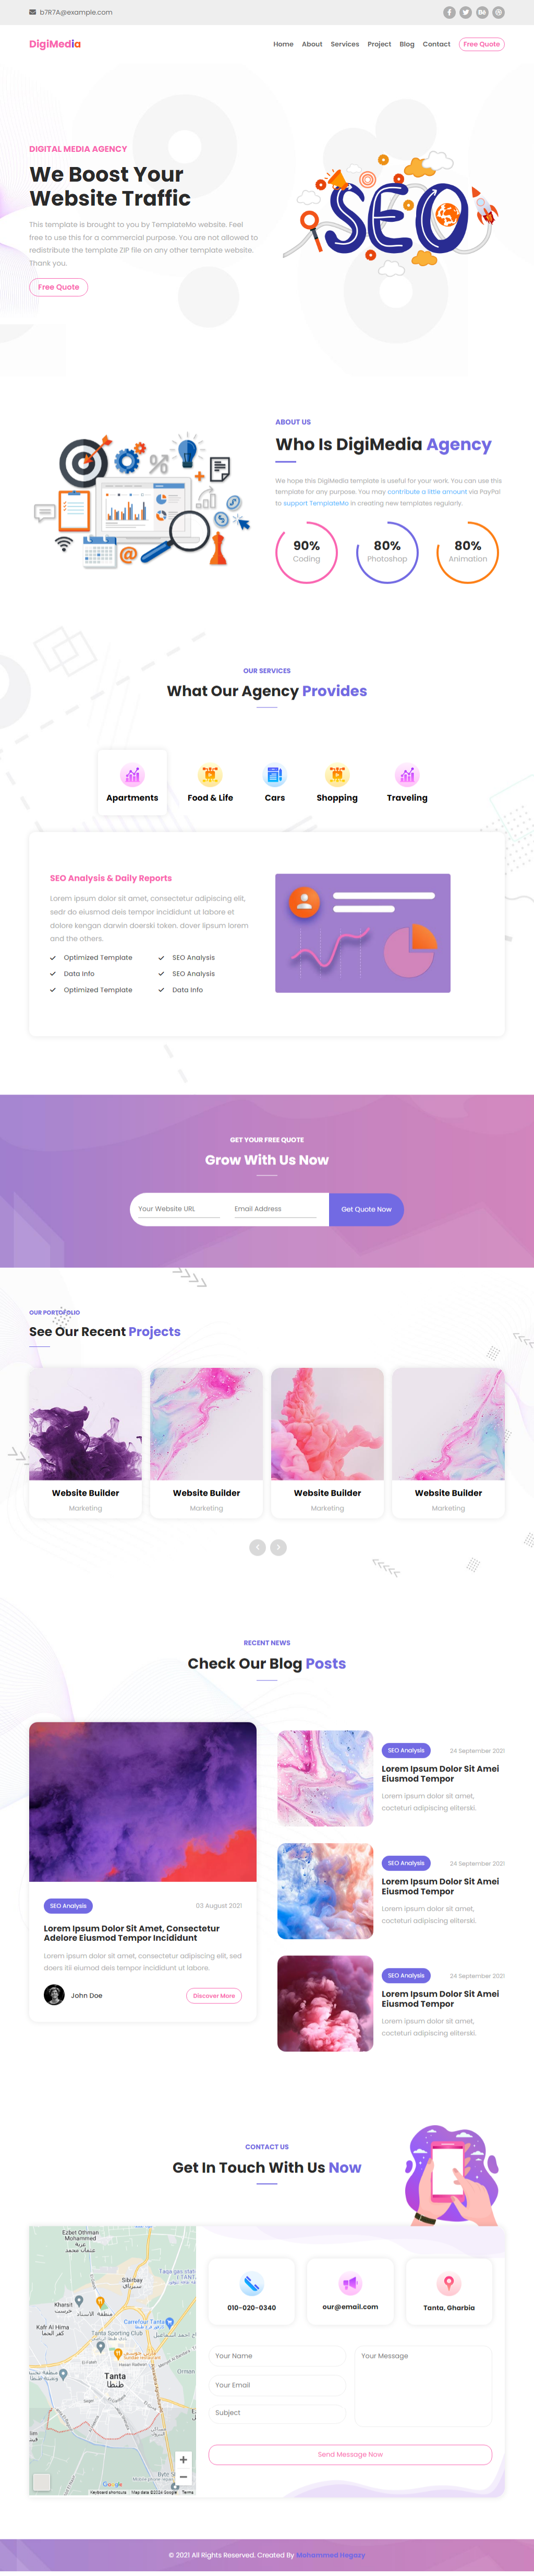 b7R7A@example.com
DigiMedia
Home About Services Project Blog Contact Free Quote
DIGITAL MEDIA AGENCY
We Boost Your
Website Traffic
This template is brought to you by TemplateMo website. Feel
free to use this for a commercial purpose. You are not allowed to
redistribute the template ZIP file on any other template website.
Thank you.
Free Quote
SEO
ABOUT US
Who Is DigiMedia Agency
We hope this DigiMedia template is useful for your work. You can use this
template for any purpose. You may contribute a little amount via PayPal
to support TemplateMo in creating new templates regularly.
90% 80% 80%
Coding Photoshop Animation
OUR SERVICES
What Our Agency Provides
Apartments Food & Life Cars Shopping Traveling
SEO Analysis & Daily Reports
Lorem ipsum dolor sit amet, consectetur adipiscing elit,
sedr do eiusmod deis tempor incididunt ut labore et
dolore kengan darwin doerski token. dover lipsum lorem
and the others.
Optimized Template SEO Analysis
Data Info SEO Analysis
Optimized Template Data Info
GET YOUR FREE QUOTE
Grow With Us Now
Your Website URL Email Address Get Quote Now
OUR PORTOFOLIO
See Our Recent Projects
Website Builder Website Builder Website Builder Website Builder
Marketing Marketing Marketing Marketing
RECENT NEWS
Check Our Blog Posts
SEO Analysis 03 August 2021
Lorem Ipsum Dolor Sit Amet, Consectetur
Adelore Eiusmod Tempor Incididunt
Lorem ipsum dolor sit amet, consectetur adipiscing elit, sed
doers itii eiumod deis tempor incididunt ut labore.
John Doe Discover More
SEO Analysis 24 September 2021
Lorem Ipsum Dolor Sit Amei
Eiusmod Tempor
Lorem ipsum dolor sit amet,
cocteturi adipiscing eliterski.
SEO Analysis 24 September 2021
Lorem Ipsum Dolor Sit Amei
Eiusmod Tempor
Lorem ipsum dolor sit amet,
cocteturi adipiscing eliterski.
SEO Analysis 24 September 2021
Lorem Ipsum Dolor Sit Amei
Eiusmod Tempor
Lorem ipsum dolor sit amet,
cocteturi adipiscing eliterski.
CONTACT US
Get In Touch With Us Now
Ezbet Othman
Mohammed
عزبة
عثمان محمد
Sibirbay
سبرباي
Kharsit
خرسيت
Carrefour Tanta
Kafr Al Hima
كفر الحما
Tanta Sporting Club
Tanta
طنطا
Google
Keyboard shortcuts Map data ©2024 Google Terms
010-020-0340 our@email.com Tanta, Gharbia
Your Name Your Message
Your Email
Subject
Send Message Now
© 2021 All Rights Reserved. Created By Mohammed Hegazy